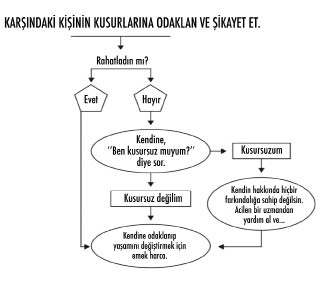 KARŞINDAKİ KİŞİNİN KUSURLARINA ODAKLAN VE ŞİKAYET ET.
Rahatladın mı?
Evet
Hayır
Kendine,
"Ben kusursuz muyum?"
diye sor.
Kusursuzum
Kusursuz değilim
Kendin hakkında hicbir
farkındalığa sahip değilsin.
Acilen bir uzmandan
yardım al ve...
Kendine odaklanıp
yaşamını değiştirmek için
emek harca.